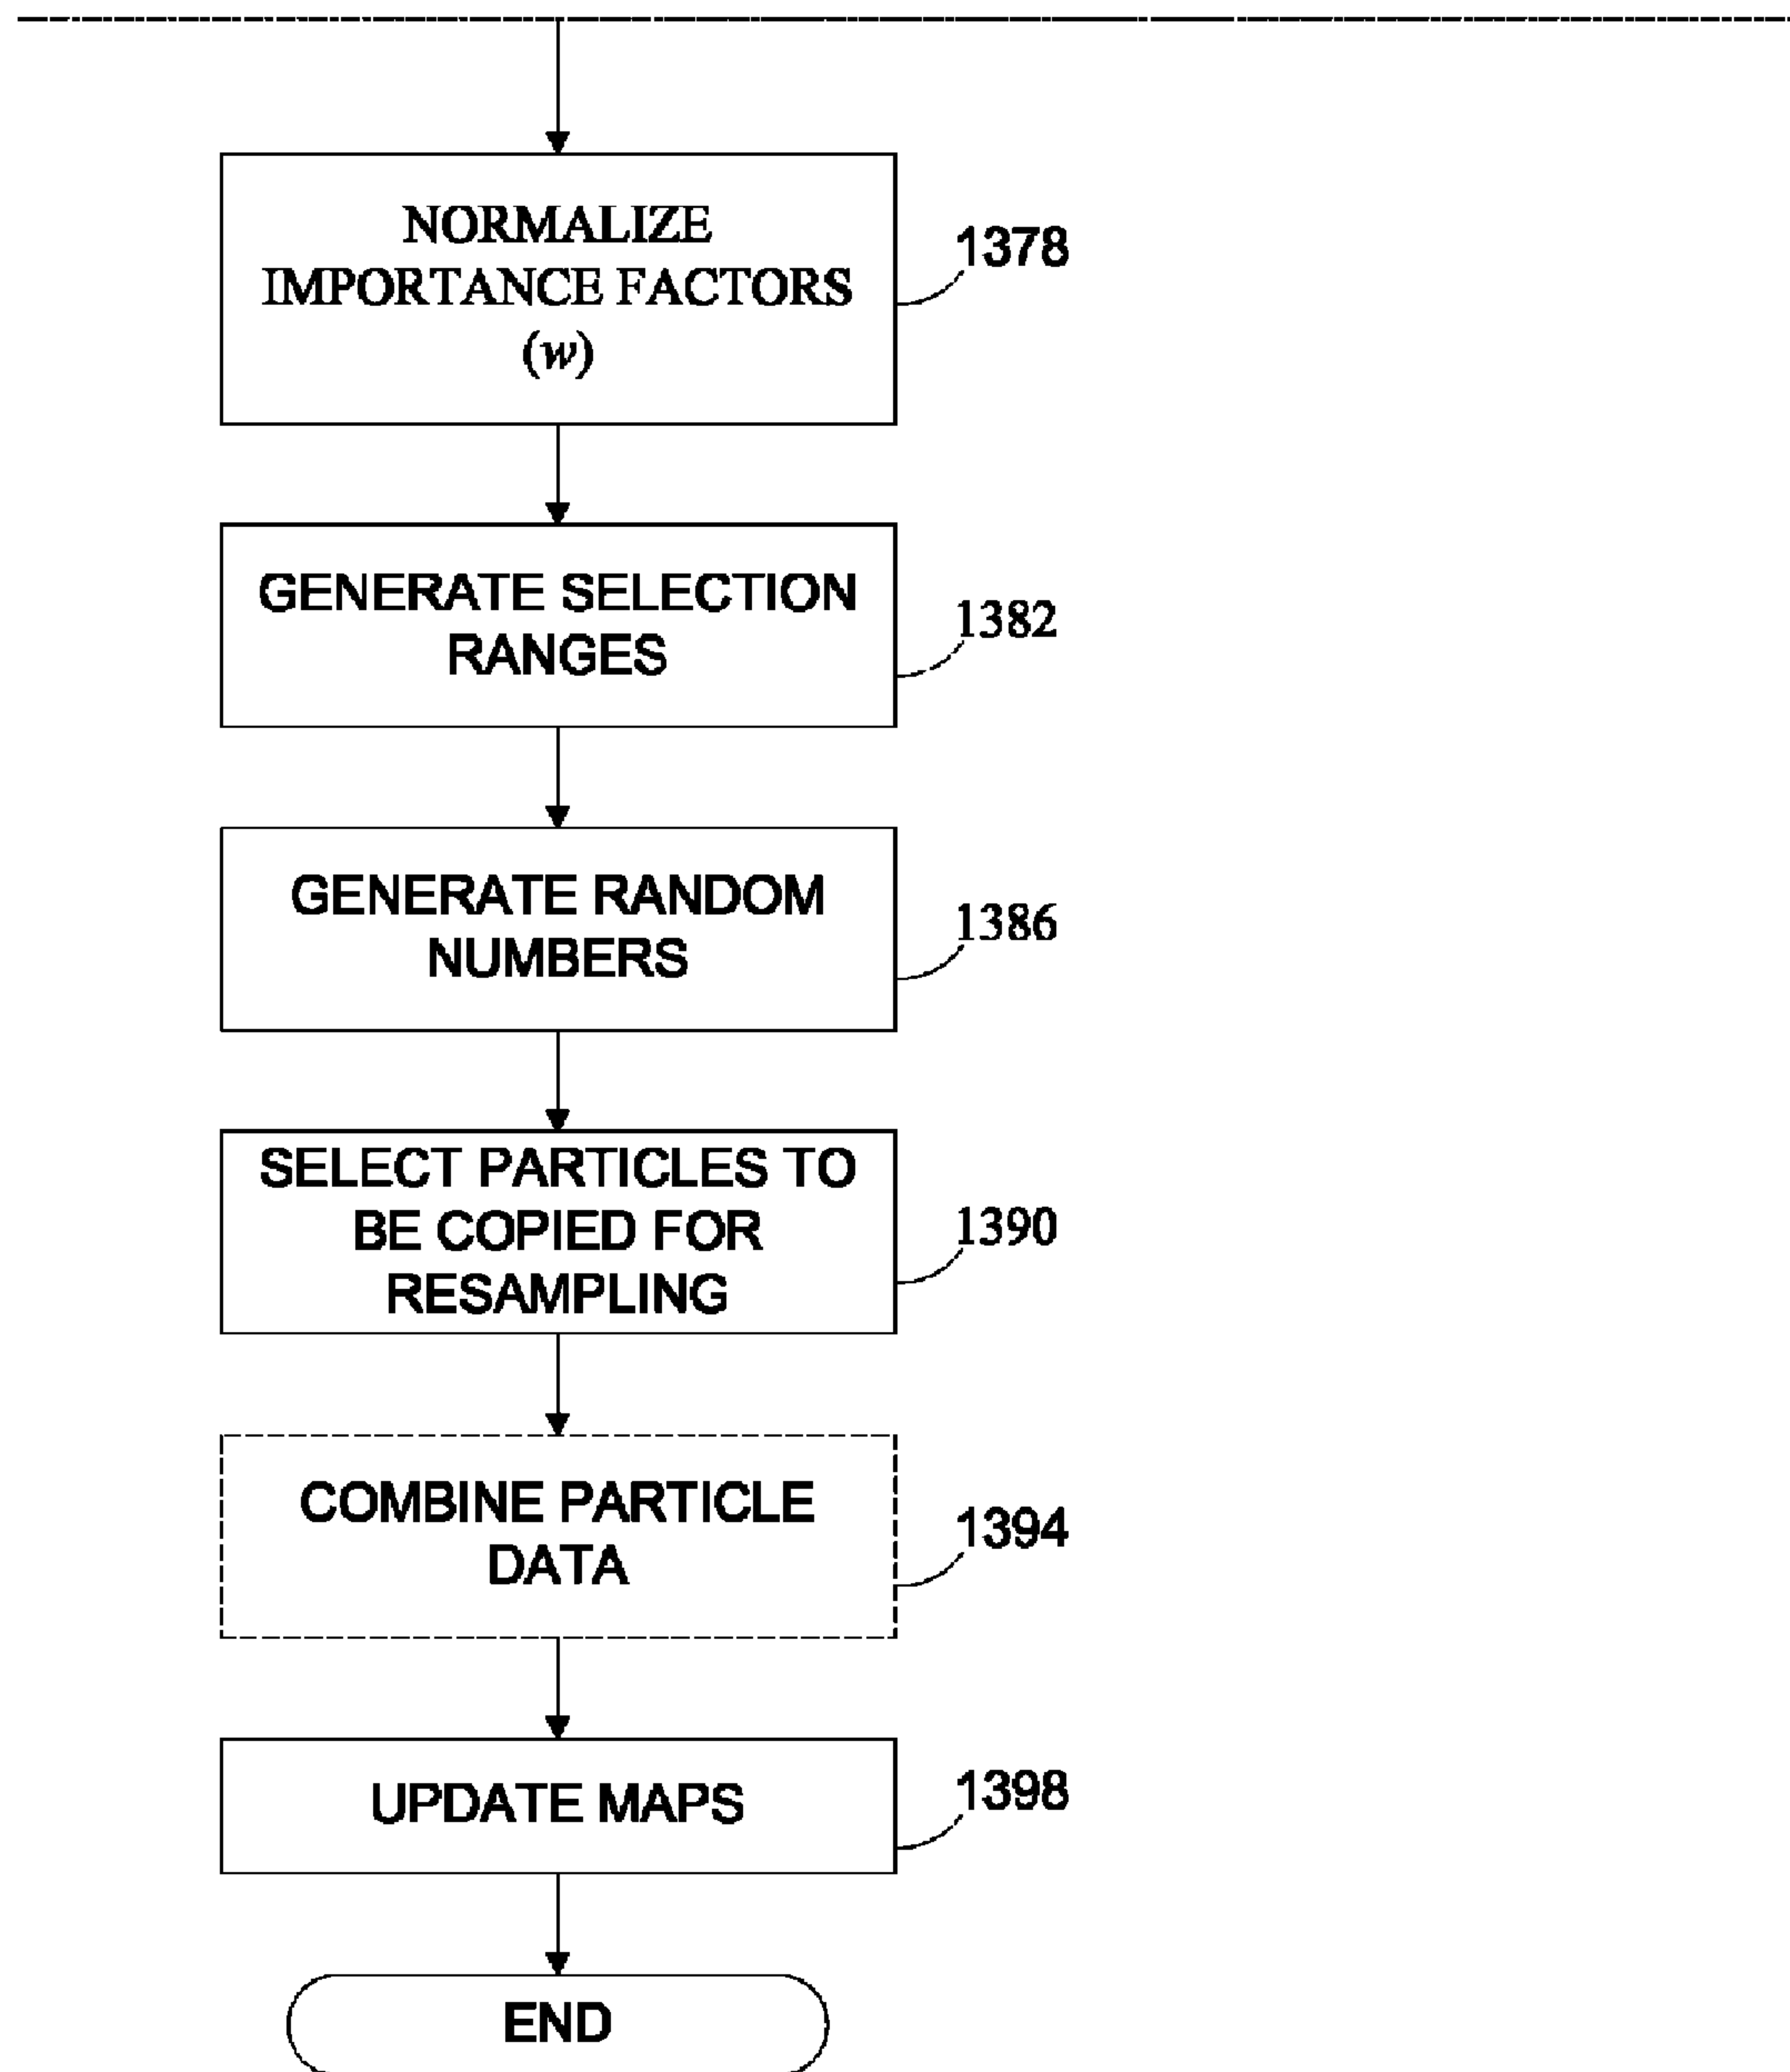 NORMALIZE
IMPORTANCE FACTORS
(w)
1378
GENERATE SELECTION
RANGES
1382
GENERATE RANDOM
NUMBERS
1386
SELECT PARTICLES TO
BE COPIED FOR
RESAMPLING
1390
COMBINE PARTICLE
DATA
1394
UPDATE MAPS
1398
END